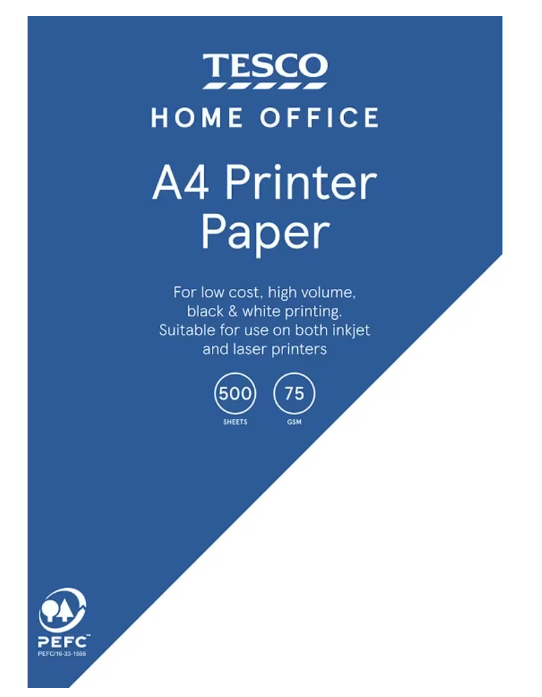 TESCO
HOME OFFICE
A4 Printer
Paper
For low cost, high volume,
black & white printing.
Suitable for use on both inkjet
and laser printers
500 75
SHEETS GSM
PEFC™
PEFC/16-33-1566